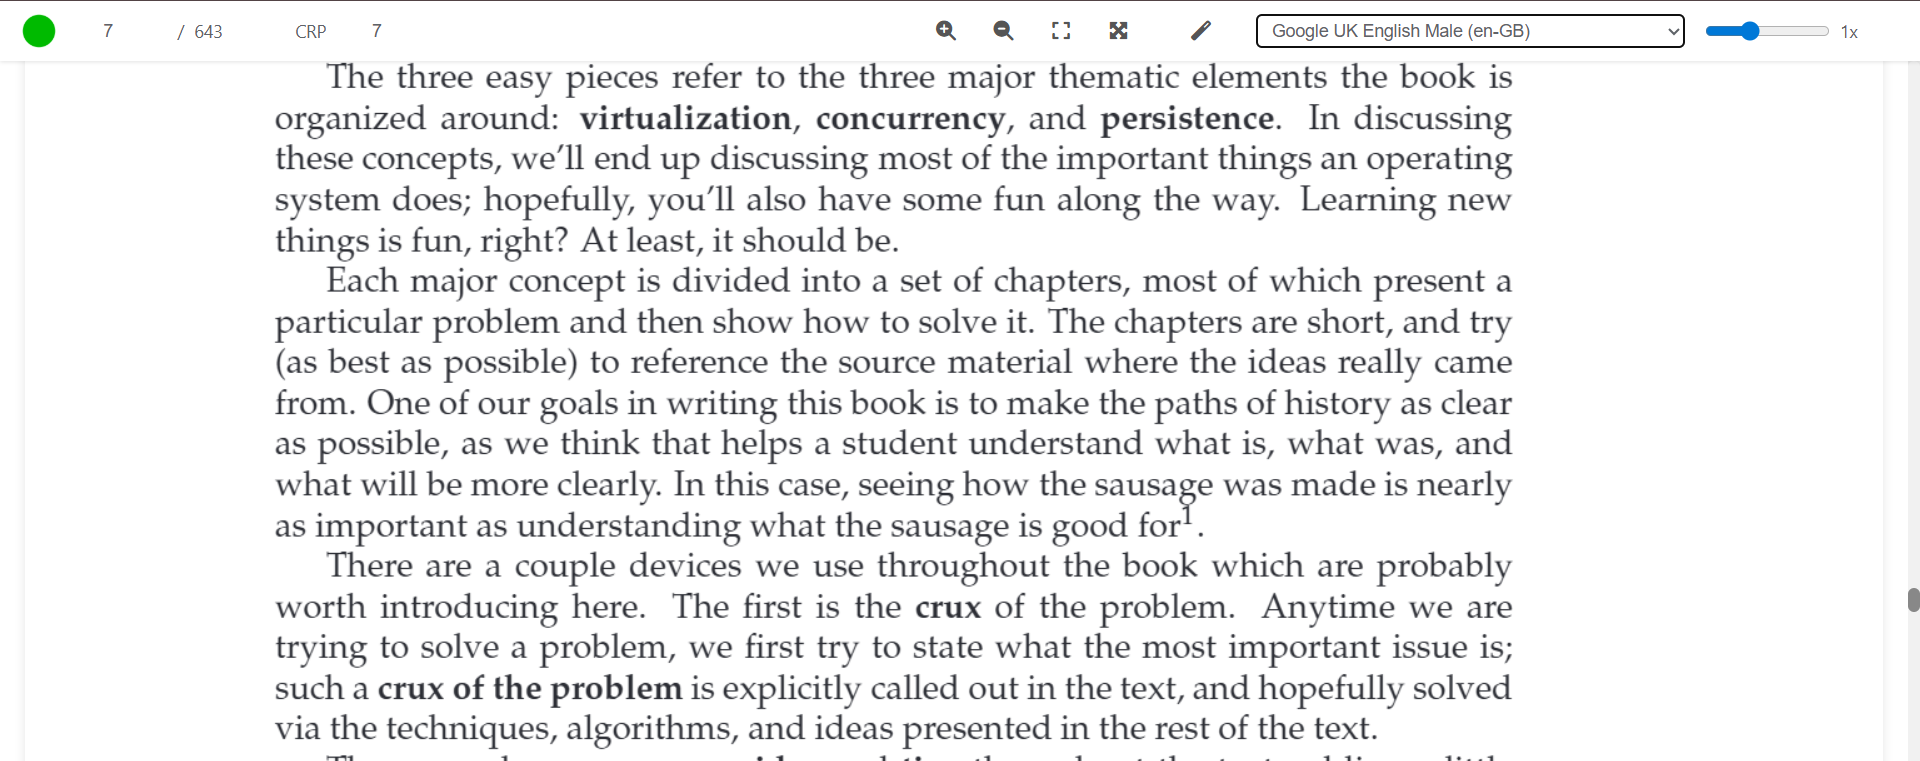 7 / 643 CRP 7 Google UK English Male (en-GB) 1x
The three easy pieces refer to the three major thematic elements the book is
organized around: virtualization, concurrency, and persistence. In discussing
these concepts, we'll end up discussing most of the important things an operating
system does; hopefully, you'll also have some fun along the way. Learning new
things is fun, right? At least, it should be.
Each major concept is divided into a set of chapters, most of which present a
particular problem and then show how to solve it. The chapters are short, and try
(as best as possible) to reference the source material where the ideas really came
from. One of our goals in writing this book is to make the paths of history as clear
as possible, as we think that helps a student understand what is, what was, and
what will be more clearly. In this case, seeing how the sausage was made is nearly
as important as understanding what the sausage is good for1.
There are a couple devices we use throughout the book which are probably
worth introducing here. The first is the crux of the problem. Anytime we are
trying to solve a problem, we first try to state what the most important issue is;
such a crux of the problem is explicitly called out in the text, and hopefully solved
via the techniques, algorithms, and ideas presented in the rest of the text.